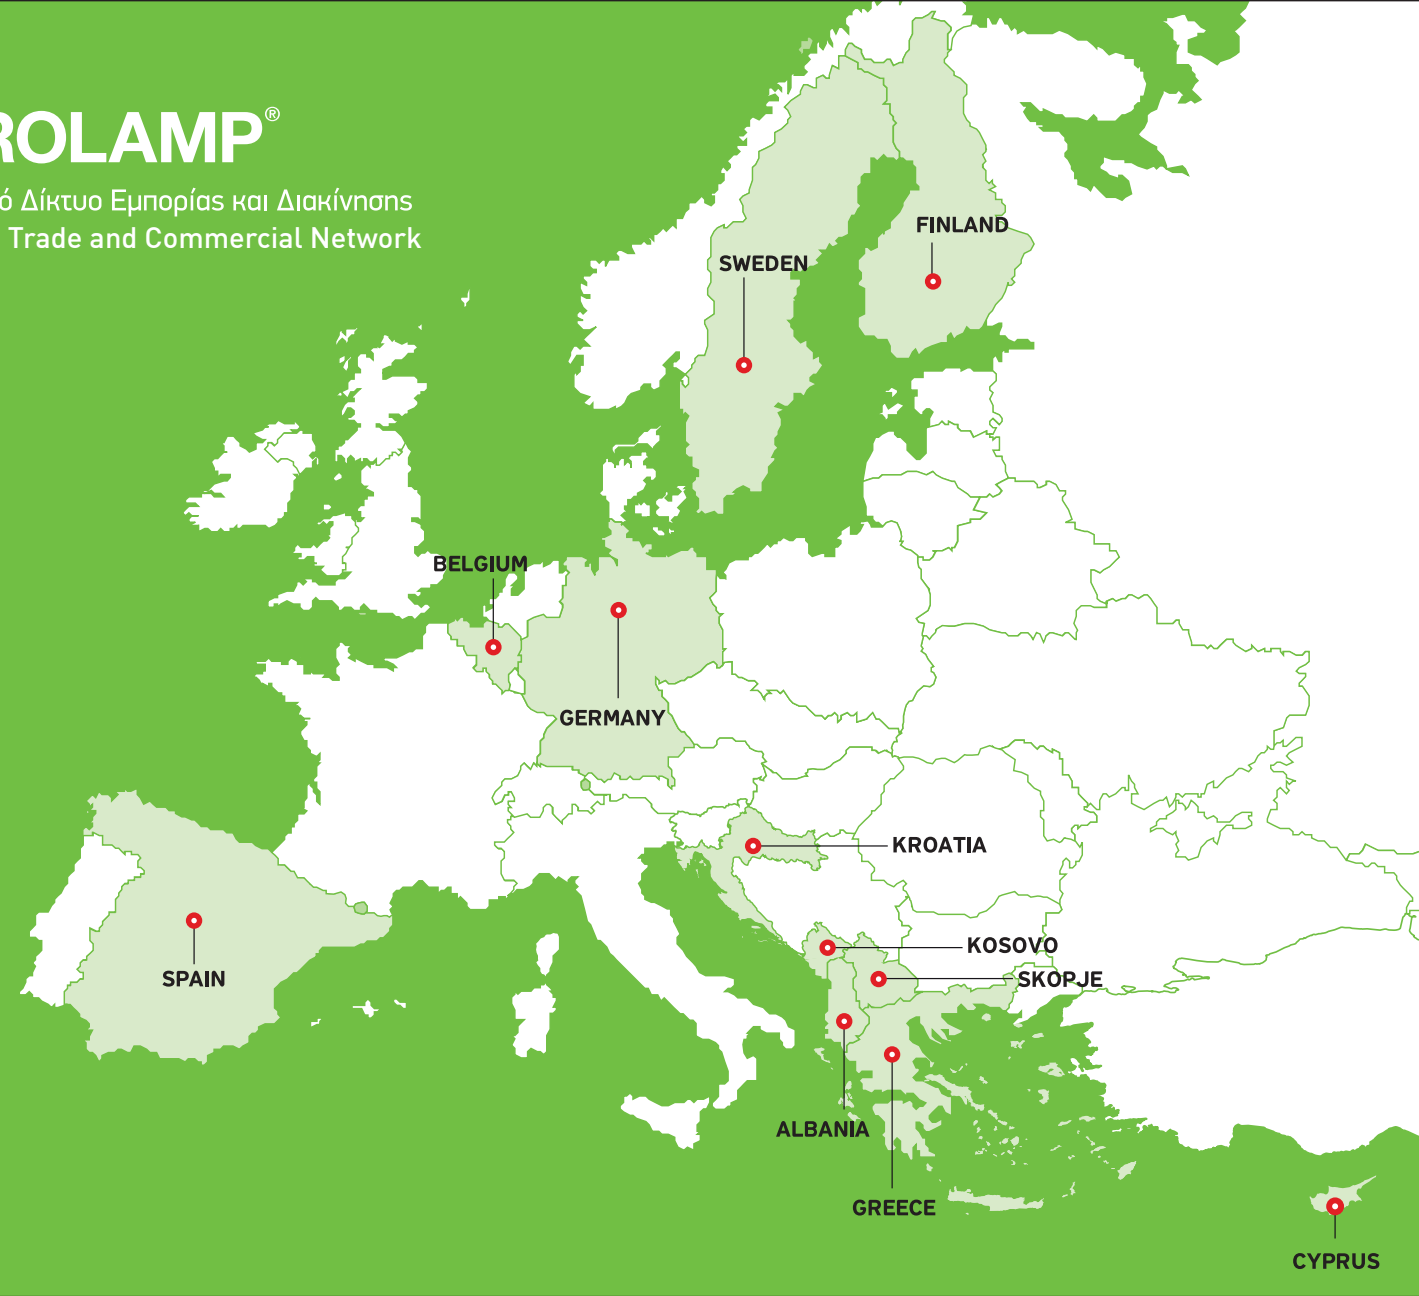 ROLAMP®
ό Δίκτυο Εμπορίας και Διακίνησης
Trade and Commercial Network
FINLAND
SWEDEN
BELGIUM
GERMANY
KROATIA
KOSOVO
SPAIN
SKOPJE
ALBANIA
GREECE
CYPRUS